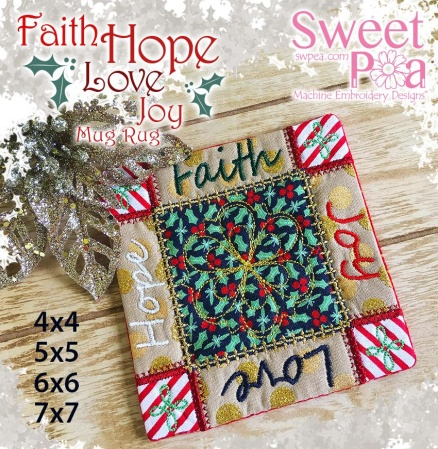 Faith Hope
Love
Joy
Mug Rug
Sweet
swpea.com
Pea
Machine Embroidery Designs
Faith
Joy
Hope
Love
4x4
5x5
6x6
7x7